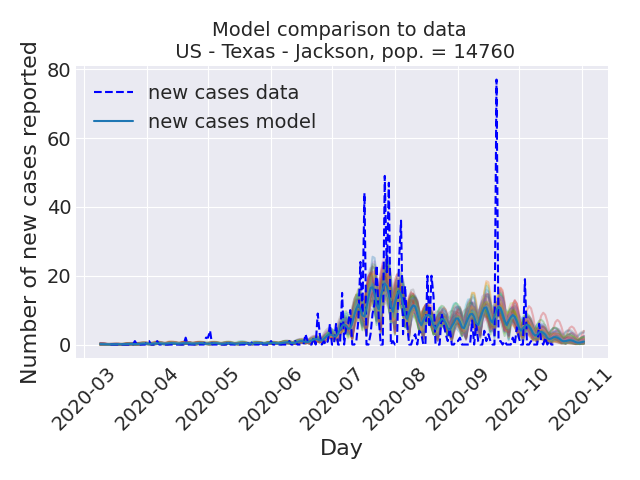 Model comparison to data
US - Texas - Jackson, pop. = 14760
Number of new cases reported
80
60
40
20
0
new cases data
new cases model
2020-03
2020-04
2020-05
2020-06
2020-07
2020-08
2020-09
2020-10
2020-11
Day